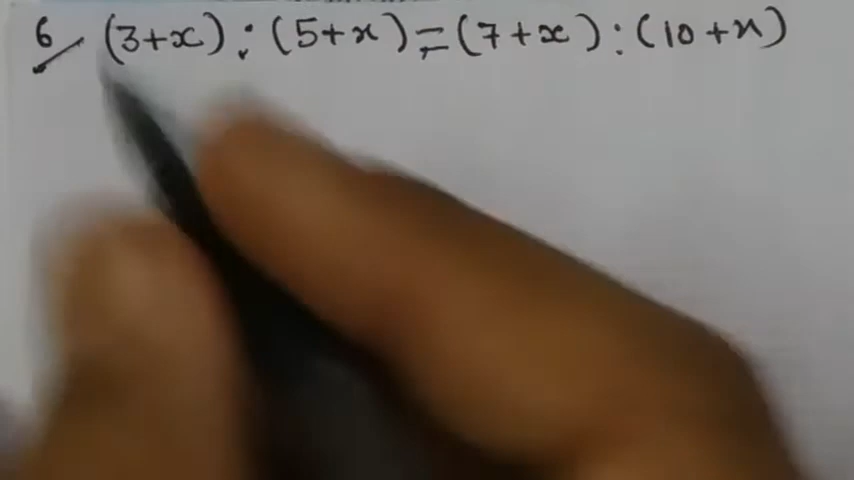 6 (3+x) : (5+x) = (7+x) : (10+x)